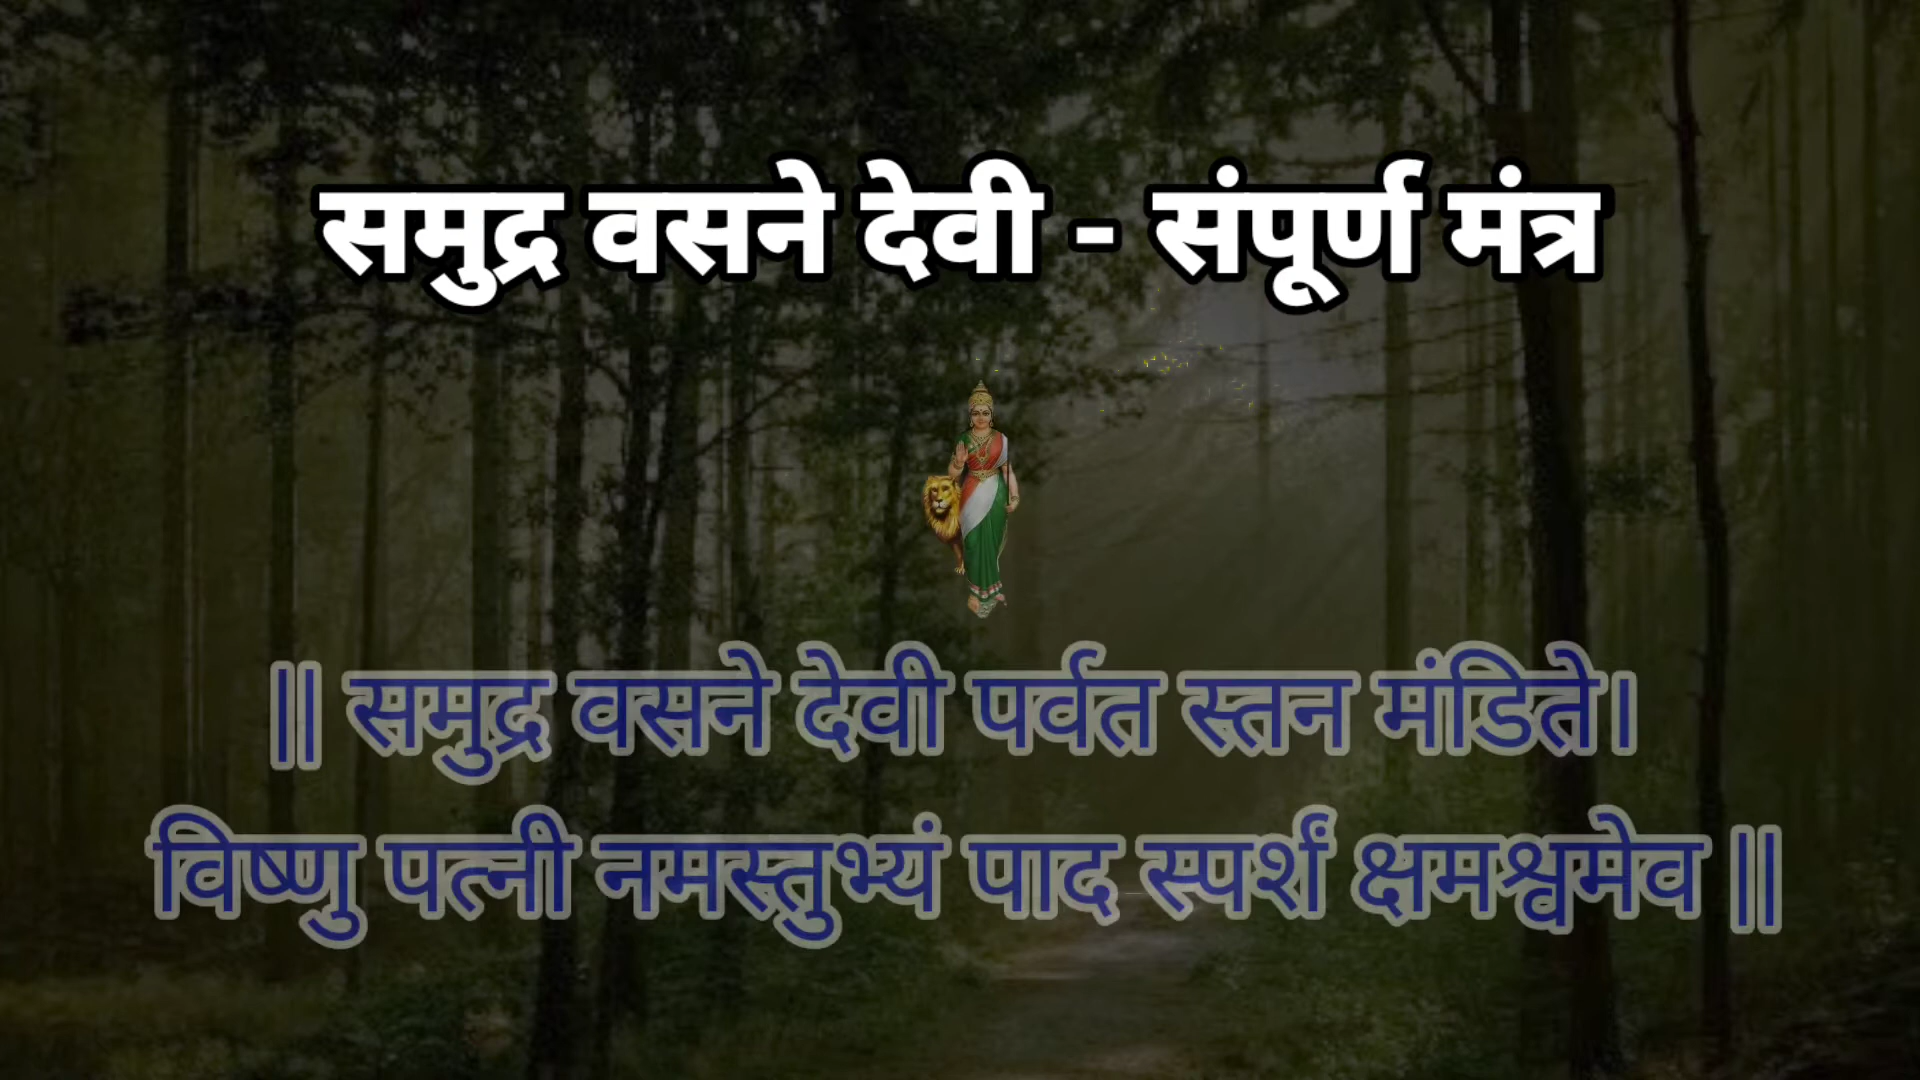 समुद्र वसने देवी - संपूर्ण मंत्र
|| समुद्र वसने देवी पर्वत स्तन मंडिते।
विष्णु पत्नी नमस्तुभ्यं पाद स्पर्शं क्षमश्वमेव ||